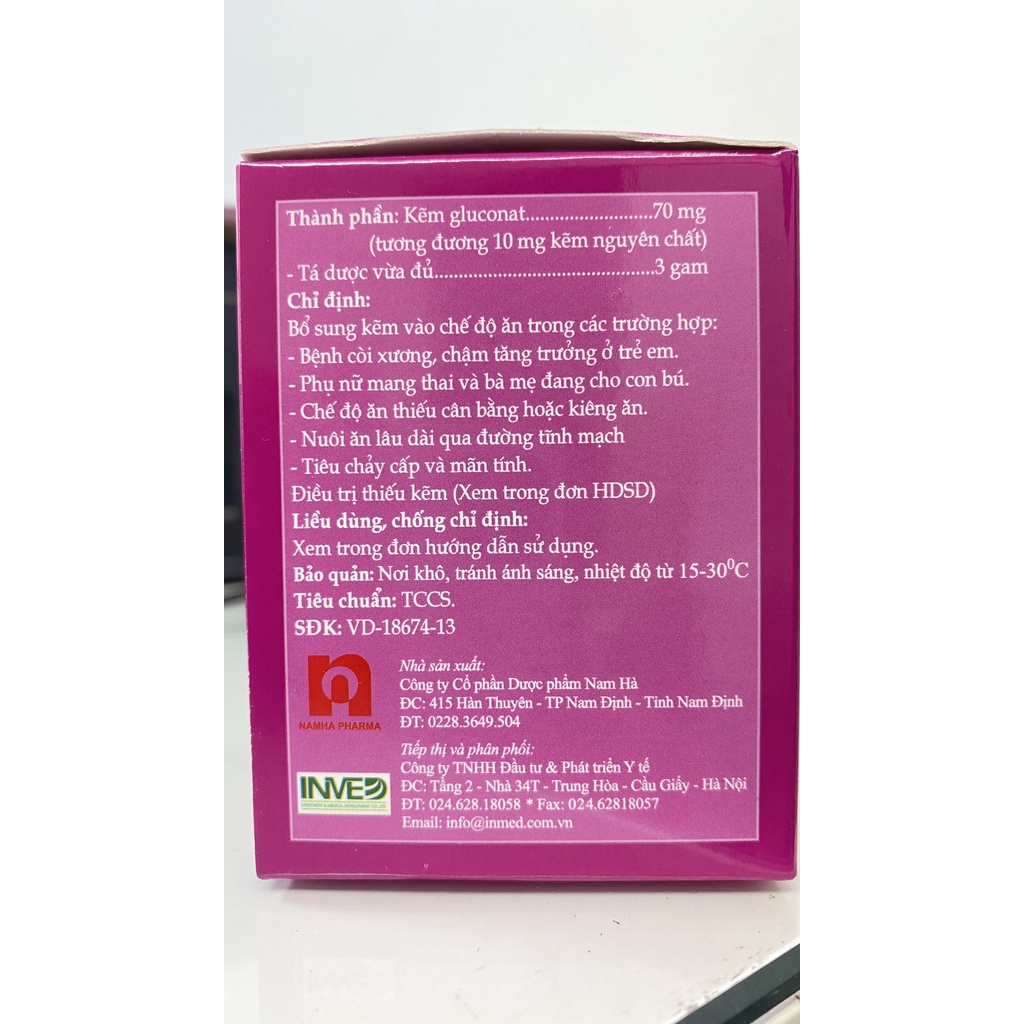 Thành phần: Kẽm gluconat..........................70 mg
(tương đương 10 mg kẽm nguyên chất)
- Tá dược vừa đủ.............................................3 gam
Chỉ định:
Bổ sung kẽm vào chế độ ăn trong các trường hợp:
- Bệnh còi xương, chậm tăng trưởng ở trẻ em.
- Phụ nữ mang thai và bà mẹ đang cho con bú.
- Chế độ ăn thiếu cân bằng hoặc kiêng ăn.
- Nuôi ăn lâu dài qua đường tĩnh mạch
- Tiêu chảy cấp và mãn tính.
Điều trị thiếu kẽm (Xem trong đơn HDSD)
Liều dùng, chống chỉ định:
Xem trong đơn hướng dẫn sử dụng.
Bảo quản: Nơi khô, tránh ánh sáng, nhiệt độ từ 15-30⁰C
Tiêu chuẩn: TCCS.
SĐK: VD-18674-13
NAMHA PHARMA
Nhà sản xuất:
Công ty Cổ phần Dược phẩm Nam Hà
ĐC: 415 Hàn Thuyên - TP Nam Định - Tỉnh Nam Định
ĐT: 0228.3649.504
INMED
INVESTMENT & MEDICAL DEVELOPMENT CO.,LTD
Tiếp thị và phân phối:
Công ty TNHH Đầu tư & Phát triển Y tế
ĐC: Tầng 2 - Nhà 34T - Trung Hòa - Cầu Giấy - Hà Nội
ĐT: 024.628.18058 * Fax: 024.62818057
Email: info@inmed.com.vn